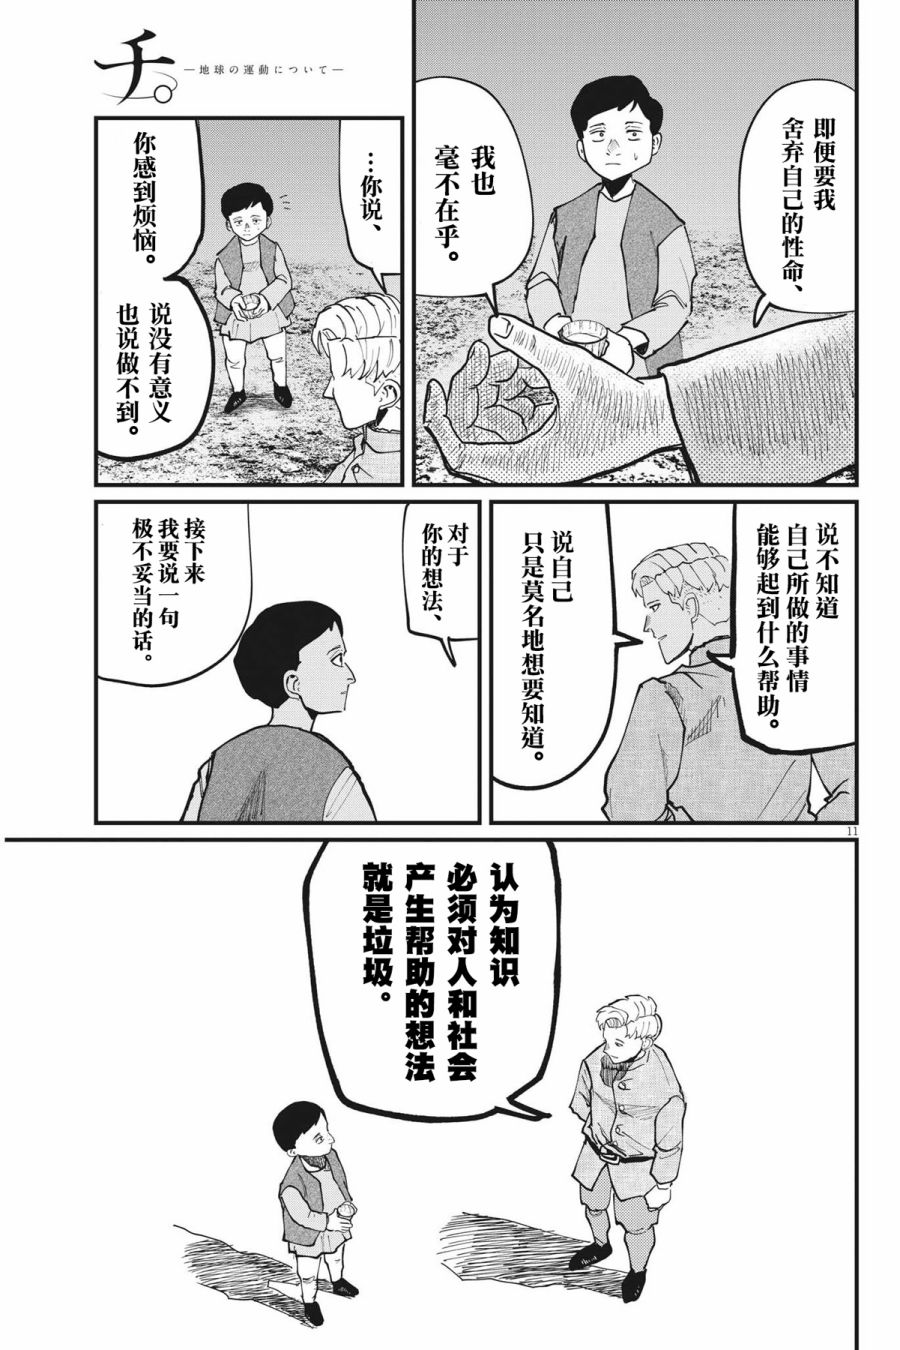 千。
—地球の運動について—
即便要我
舍弃自己的性命、
我也
毫不在乎。
…你说、
你感到烦恼。
说没有意义
也说做不到。
说不知道
自己所做的事情
能够起到什么帮助。
说自己
只是莫名地想要知道。
对于
你的想法、
接下来
我要说一句
极不妥当的话。
11
认为知识
必须对人和社会
产生帮助的想法
就是垃圾。